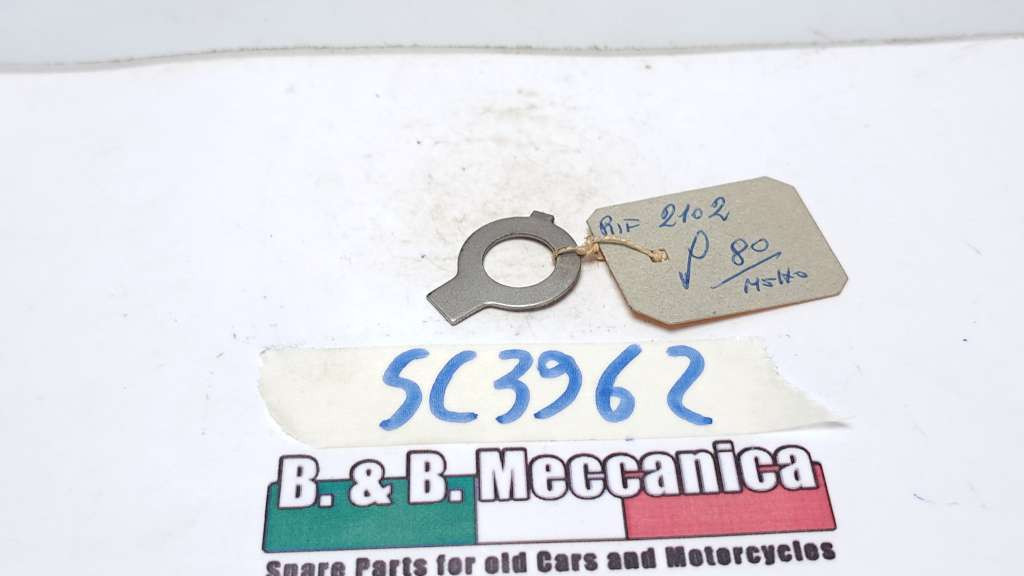 RIF 2102
80
SC3962
B. & B. Meccanica
Spare Parts for old Cars and Motorcycles